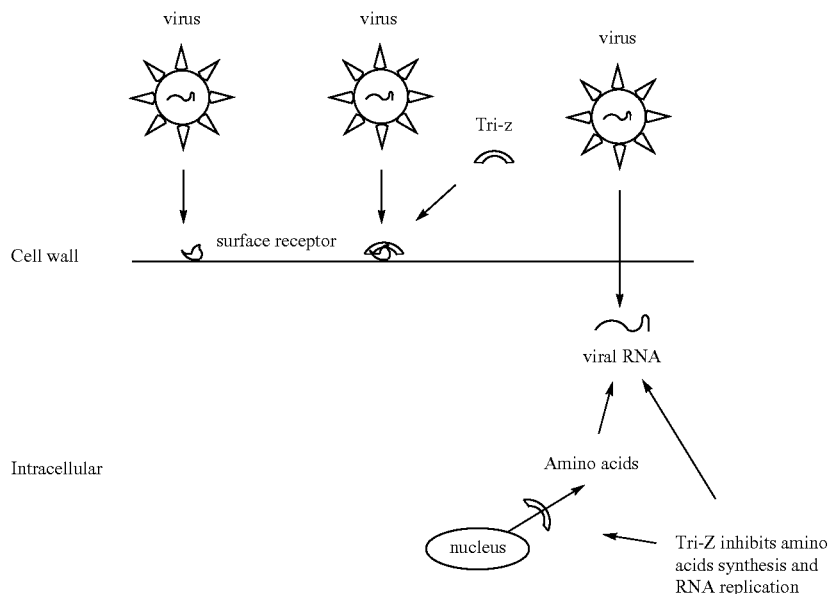 virus
virus
virus
Tri-z
surface receptor
Cell wall
viral RNA
Intracellular
Amino acids
nucleus
Tri-Z inhibits amino
acids synthesis and
RNA replication